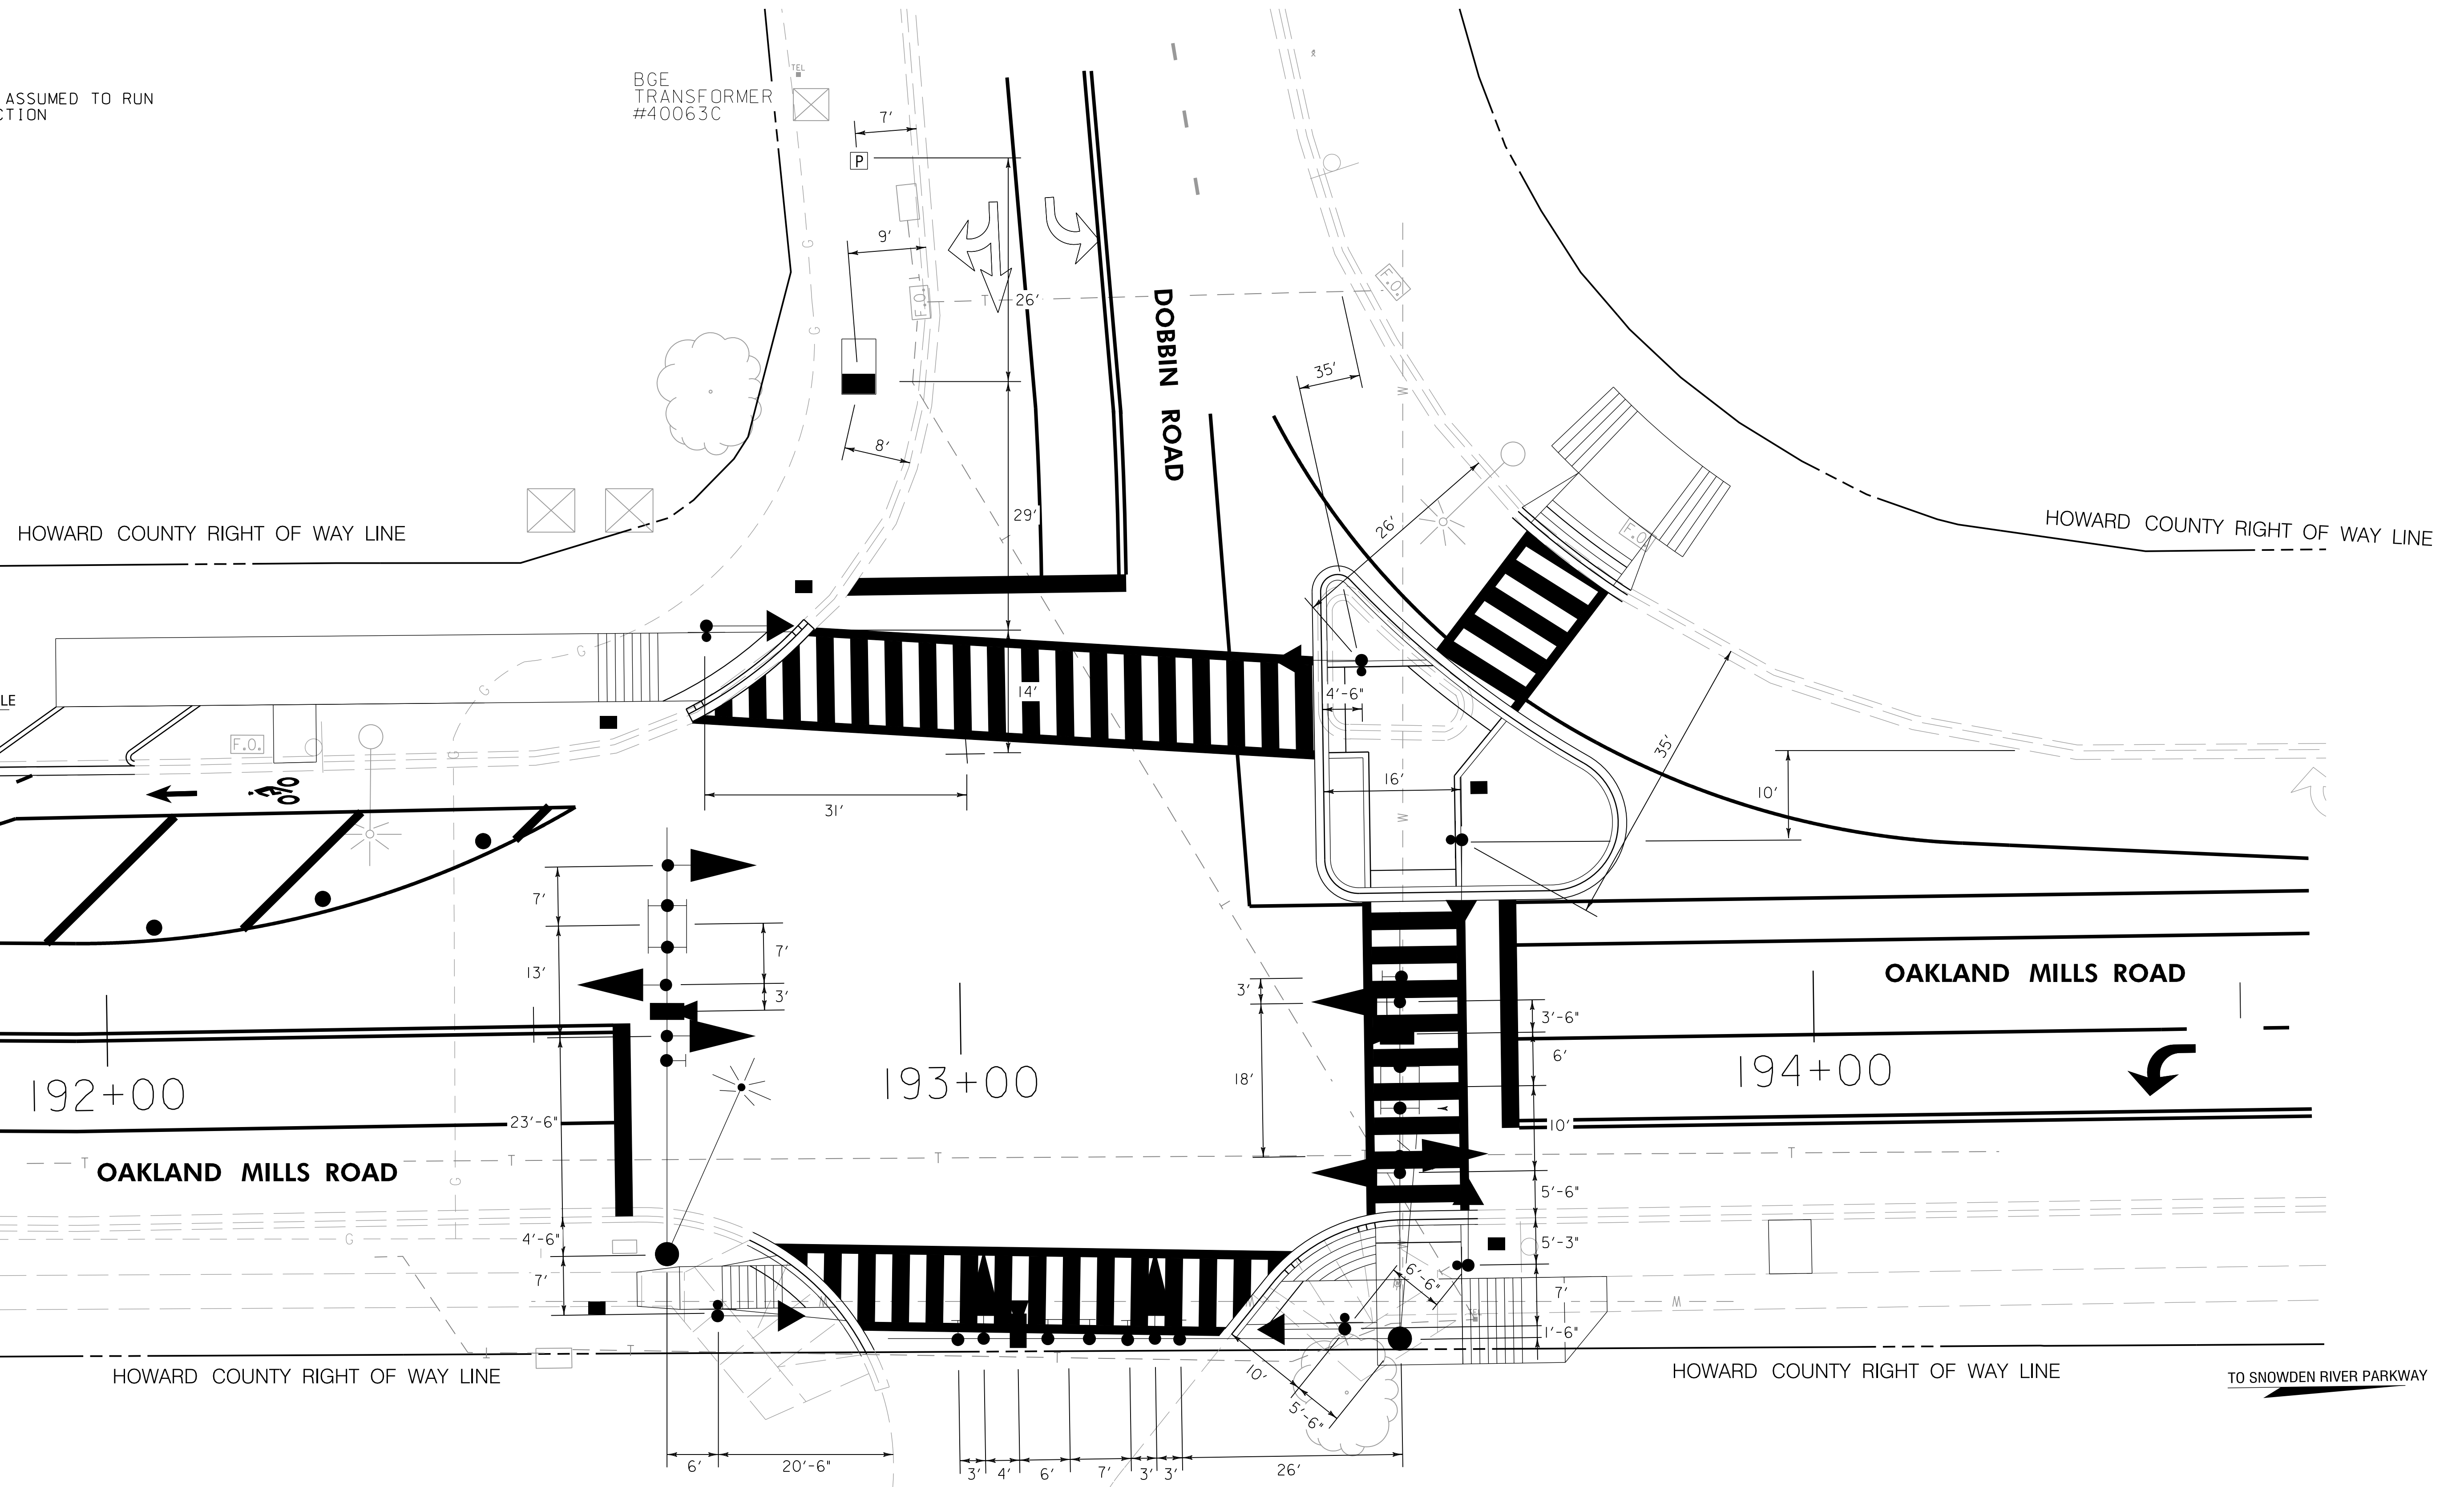 ASSUMED TO RUN
CTION
BGE
TRANSFORMER
#40063C
TEL
7'
P
9'
F.O.
T
26'
F.O.
G
G
DOBBIN ROAD
35'
W
8'
26'
29'
T
F.O.
HOWARD COUNTY RIGHT OF WAY LINE
HOWARD COUNTY RIGHT OF WAY LINE
G
G
LE
14'
4'-6"
F.O.
G
35'
16'
10'
31'
W
7'
7'
T
13'
3'
3'
3'-6"
OAKLAND MILLS ROAD
6'
192+00
193+00
18'
194+00
23'-6"
10'
T
OAKLAND MILLS ROAD
T
T
T
G
5'-6"
4'-6"
G
5'-3"
W
7'
6'-6"
7'
W
W
W
TEL
1'-6"
T
T
T
HOWARD COUNTY RIGHT OF WAY LINE
10'
HOWARD COUNTY RIGHT OF WAY LINE
TO SNOWDEN RIVER PARKWAY
5'-6"
6'
20'-6"
3'
4'
6'
7'
3'
3'
26'